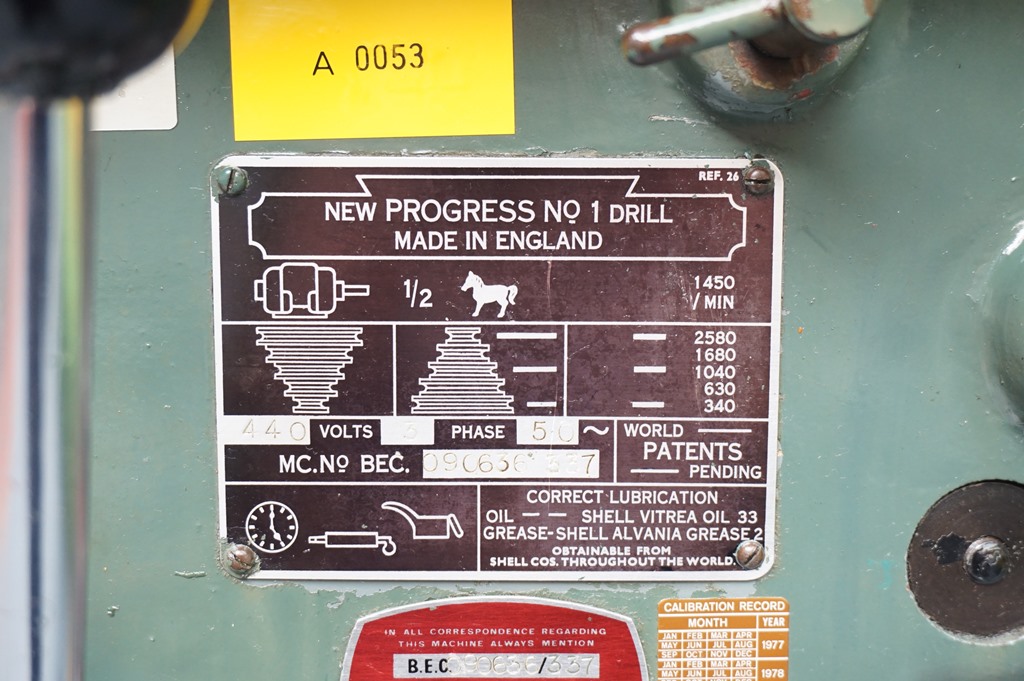 A 0053
REF. 26
NEW PROGRESS No 1 DRILL
MADE IN ENGLAND
1/2
1450
/ MIN
2580
1680
1040
630
340
440 VOLTS 3 PHASE 50 ~
WORLD
PATENTS
PENDING
MC.No BEC. 090636 337
CORRECT LUBRICATION
OIL — — SHELL VITREA OIL 33
GREASE-SHELL ALVANIA GREASE 2
OBTAINABLE FROM
SHELL COS. THROUGHOUT THE WORLD.
IN ALL CORRESPONDENCE REGARDING
THIS MACHINE ALWAYS MENTION
B.E.C. 090636/337
CALIBRATION RECORD
MONTH YEAR
JAN FEB MAR APR
MAY JUN JUL AUG 1977
SEP OCT NOV DEC
JAN FEB MAR APR
MAY JUN JUL AUG 1978